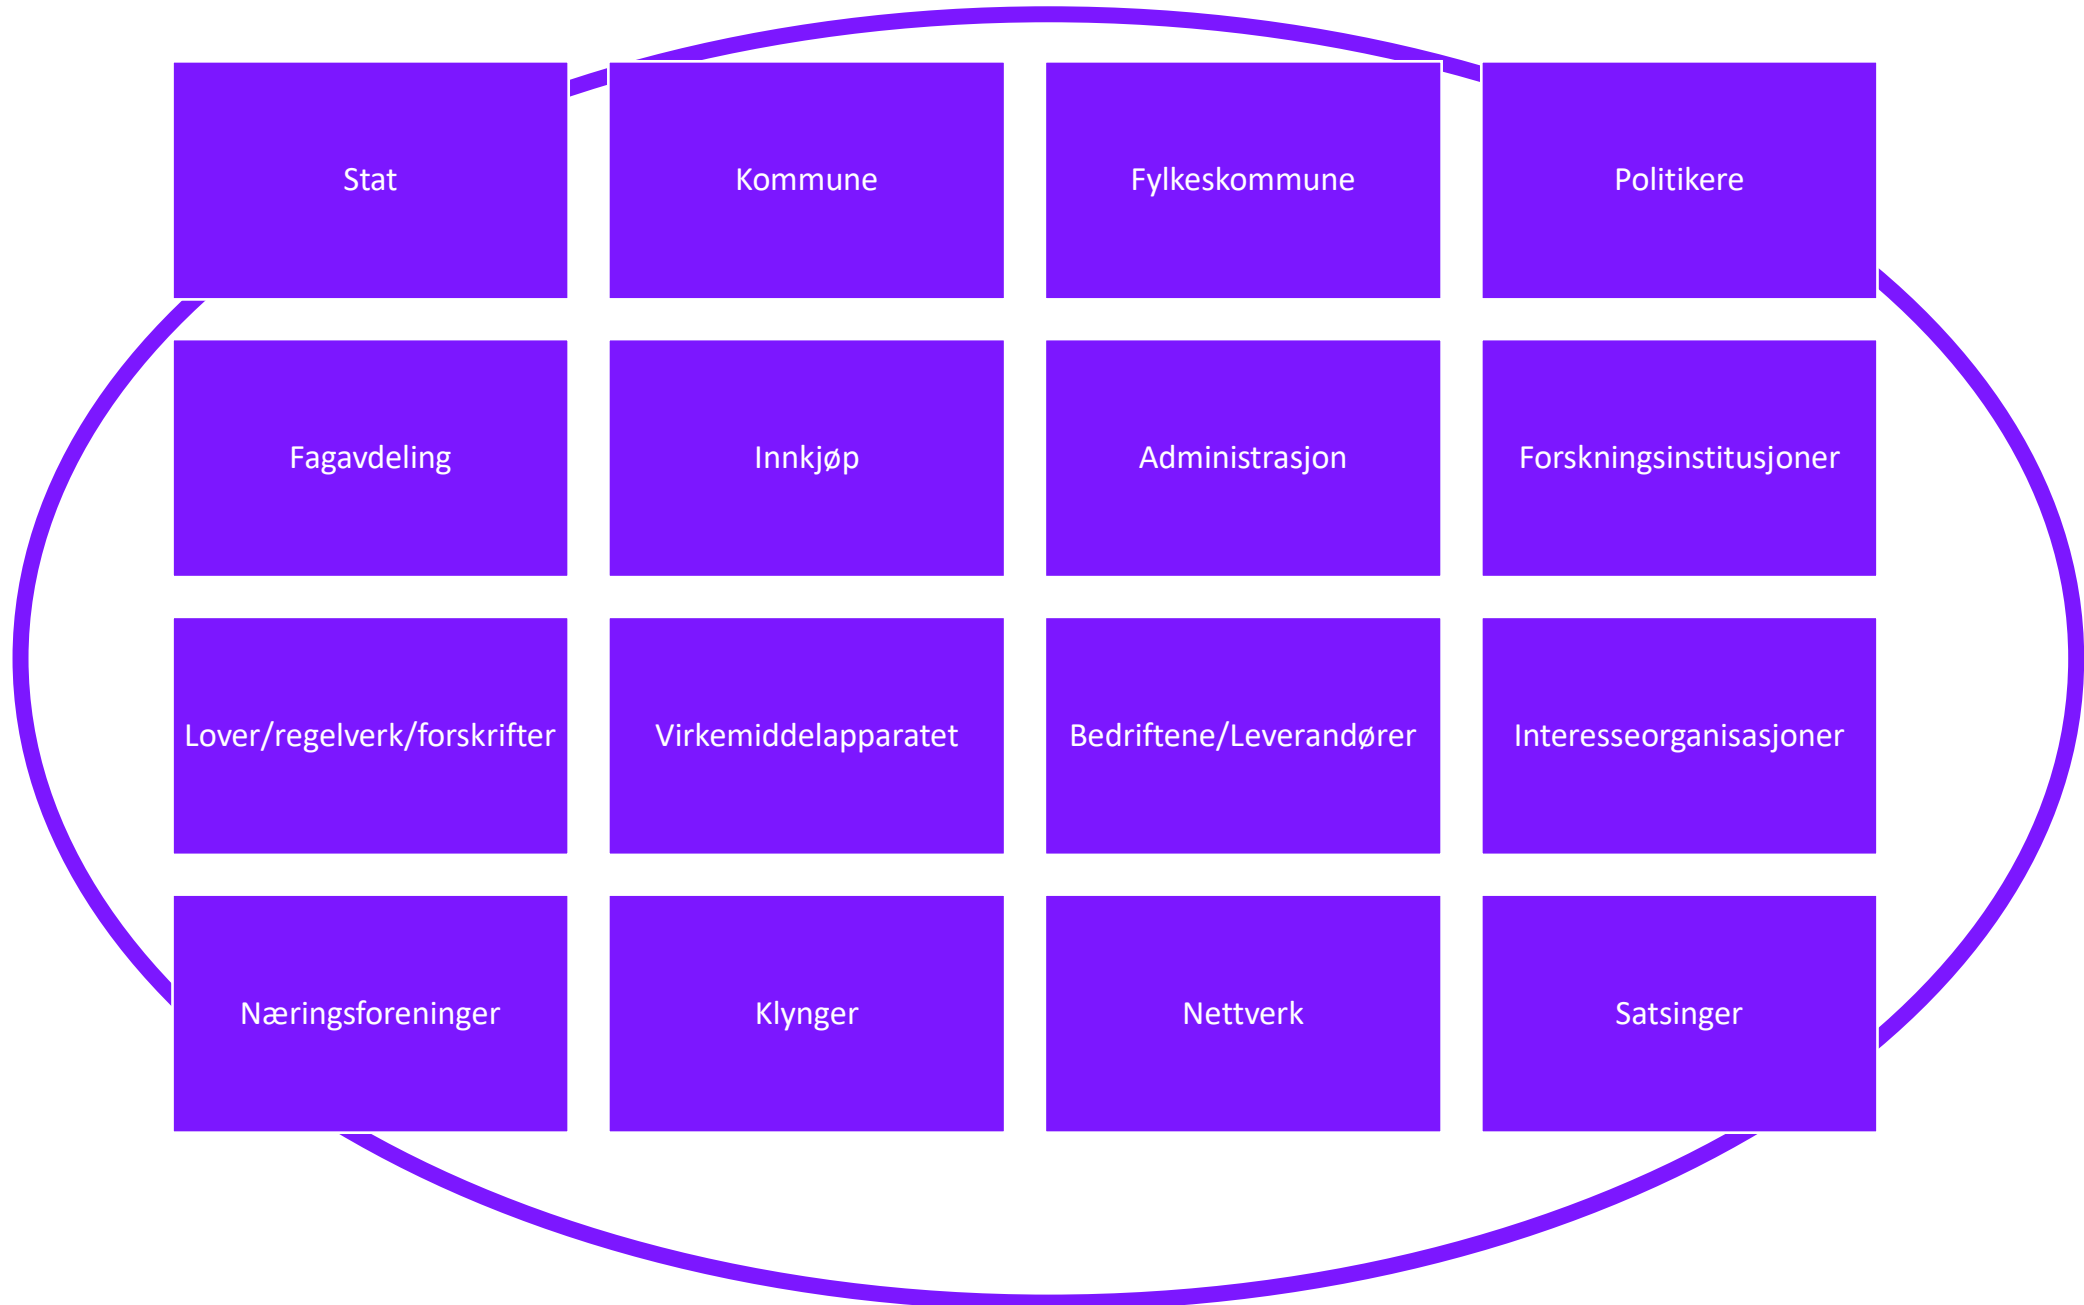 Stat
Kommune
Fylkeskommune
Politikere
Fagavdeling
Innkjøp
Administrasjon
Forskningsinstitusjoner
Lover/regelverk/forskrifter
Virkemiddelapparatet
Bedriftene/Leverandører
Interesseorganisasjoner
Næringsforeninger
Klynger
Nettverk
Satsinger